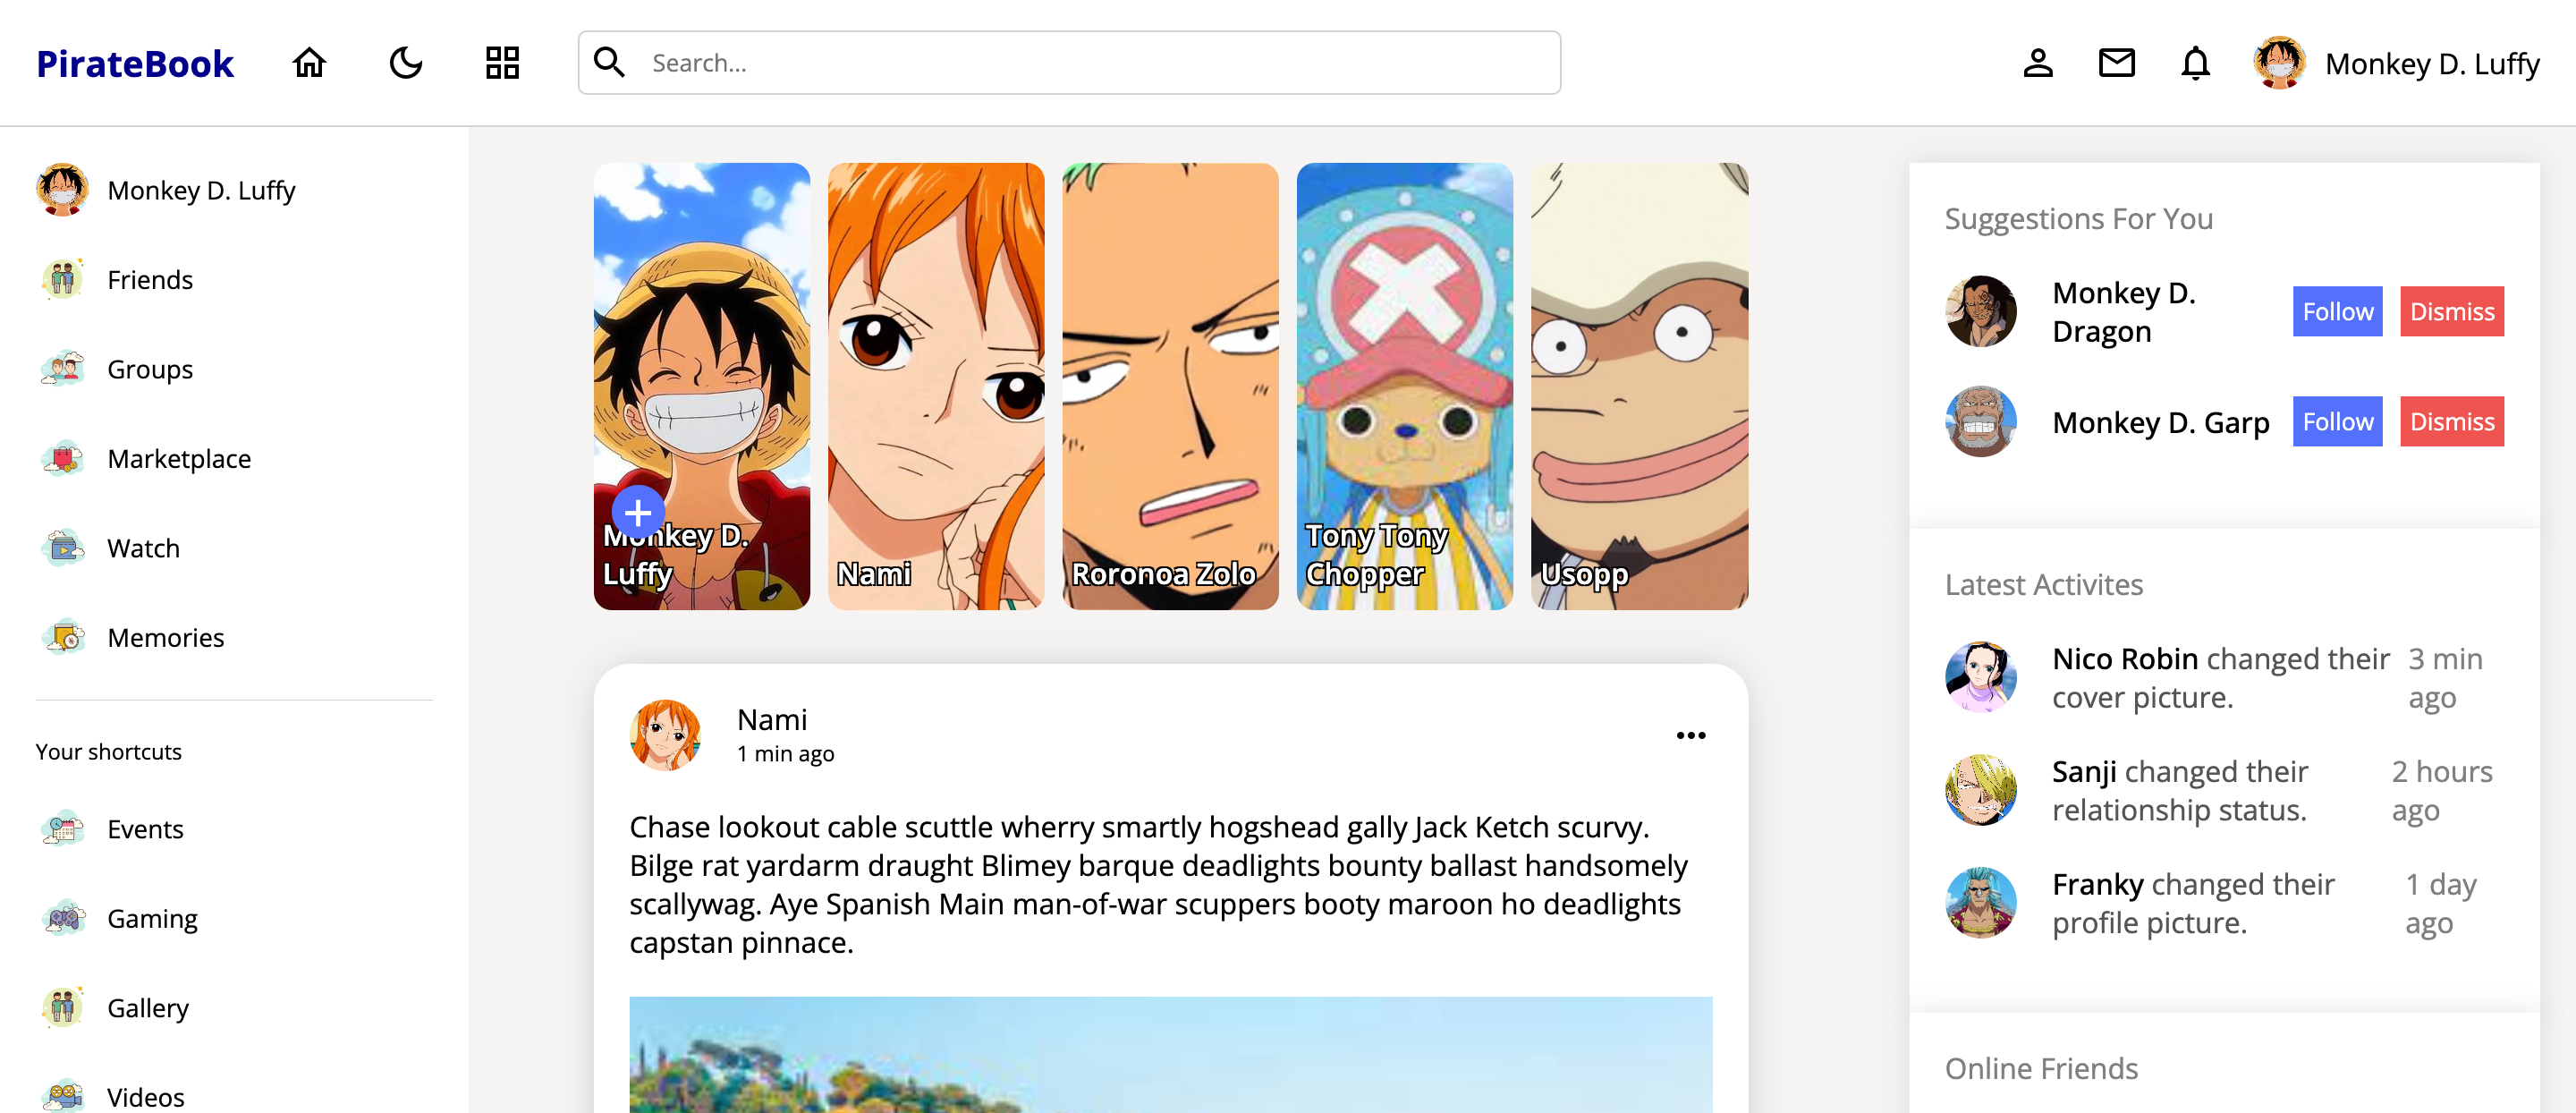 PirateBook
Search...
Monkey D. Luffy
Monkey D. Luffy
Friends
Groups
Marketplace
Watch
Memories
Your shortcuts
Events
Gaming
Gallery
Videos
Monkey D.
Luffy
Nami
Roronoa Zolo
Tony Tony
Chopper
Usopp
Nami
1 min ago
Chase lookout cable scuttle wherry smartly hogshead gally Jack Ketch scurvy.
Bilge rat yardarm draught Blimey barque deadlights bounty ballast handsomely
scallywag. Aye Spanish Main man-of-war scuppers booty maroon ho deadlights
capstan pinnace.
Suggestions For You
Monkey D.
Dragon
Follow
Dismiss
Monkey D. Garp
Follow
Dismiss
Latest Activites
Nico Robin changed their
cover picture.
3 min
ago
Sanji changed their
relationship status.
2 hours
ago
Franky changed their
profile picture.
1 day
ago
Online Friends